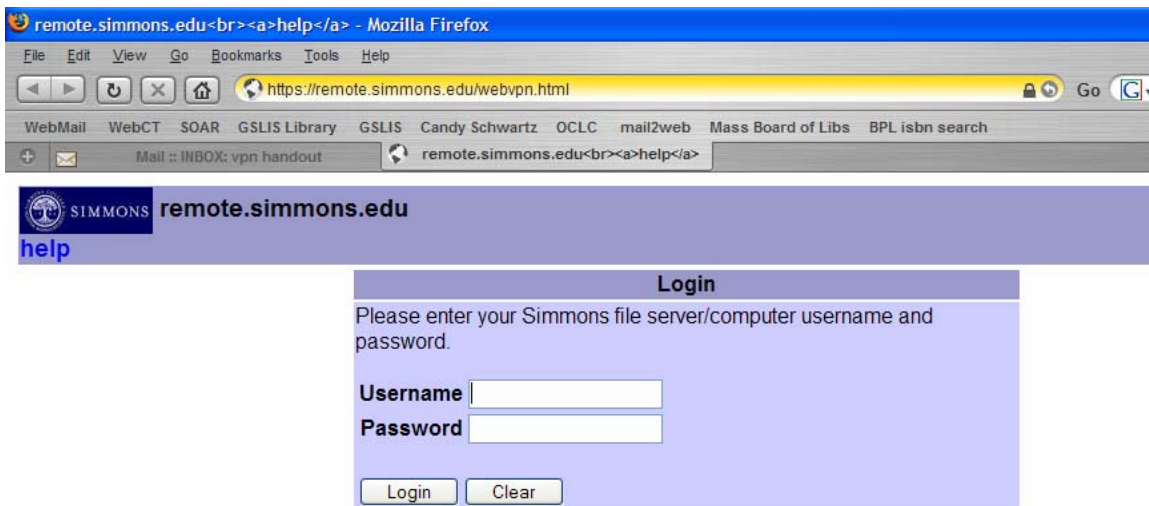 remote.simmons.edu<br><a>help</a> - Mozilla Firefox
File Edit View Go Bookmarks Tools Help
https://remote.simmons.edu/webvpn.html Go G
WebMail WebCT SOAR GSLIS Library GSLIS Candy Schwartz OCLC mail2web Mass Board of Libs BPL isbn search
Mail :: INBOX: vpn handout remote.simmons.edu<br><a>help</a>
SIMMONS remote.simmons.edu
help
Login
Please enter your Simmons file server/computer username and
password.
Username
Password
Login Clear